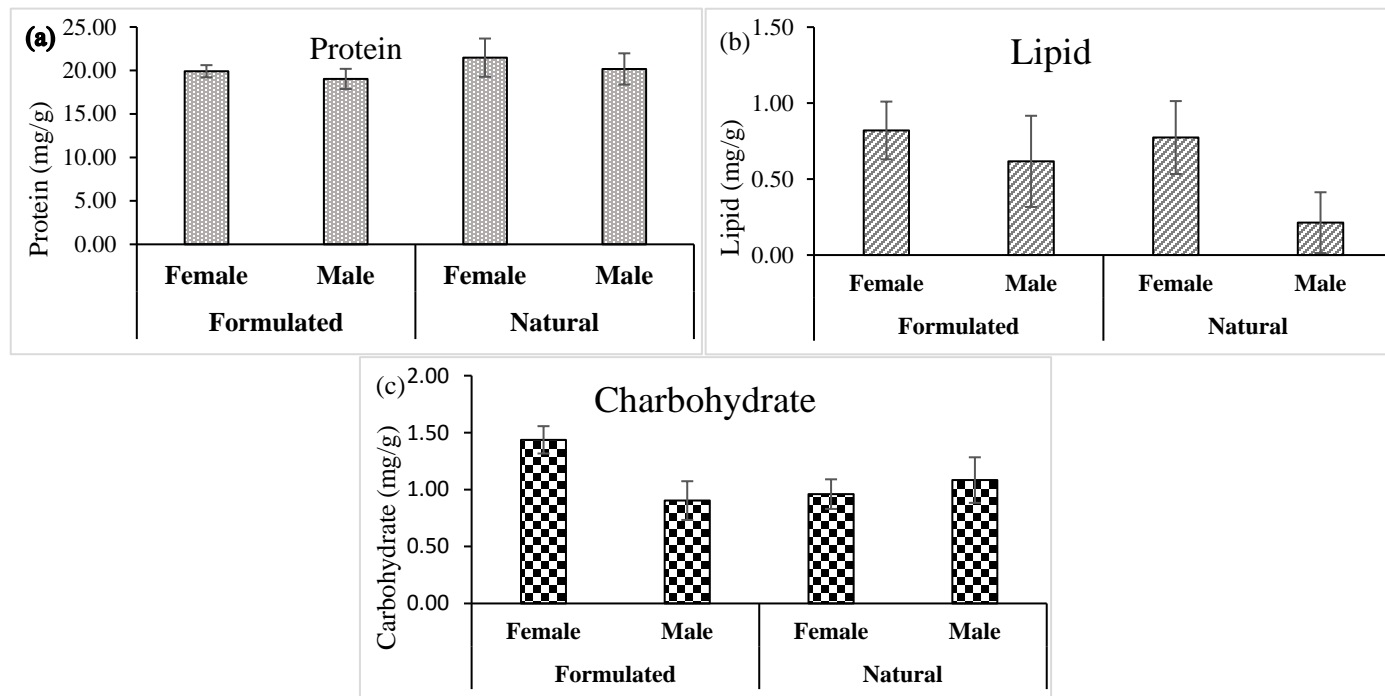 (a)
Protein
Protein (mg/g)
25.00
20.00
15.00
10.00
5.00
0.00
Female Male Female Male
Formulated Natural
(b)
Lipid
Lipid (mg/g)
1.50
1.00
0.50
0.00
Female Male Female Male
Formulated Natural
(c)
Charbohydrate
Carbohydrate (mg/g)
2.00
1.50
1.00
0.50
0.00
Female Male Female Male
Formulated Natural